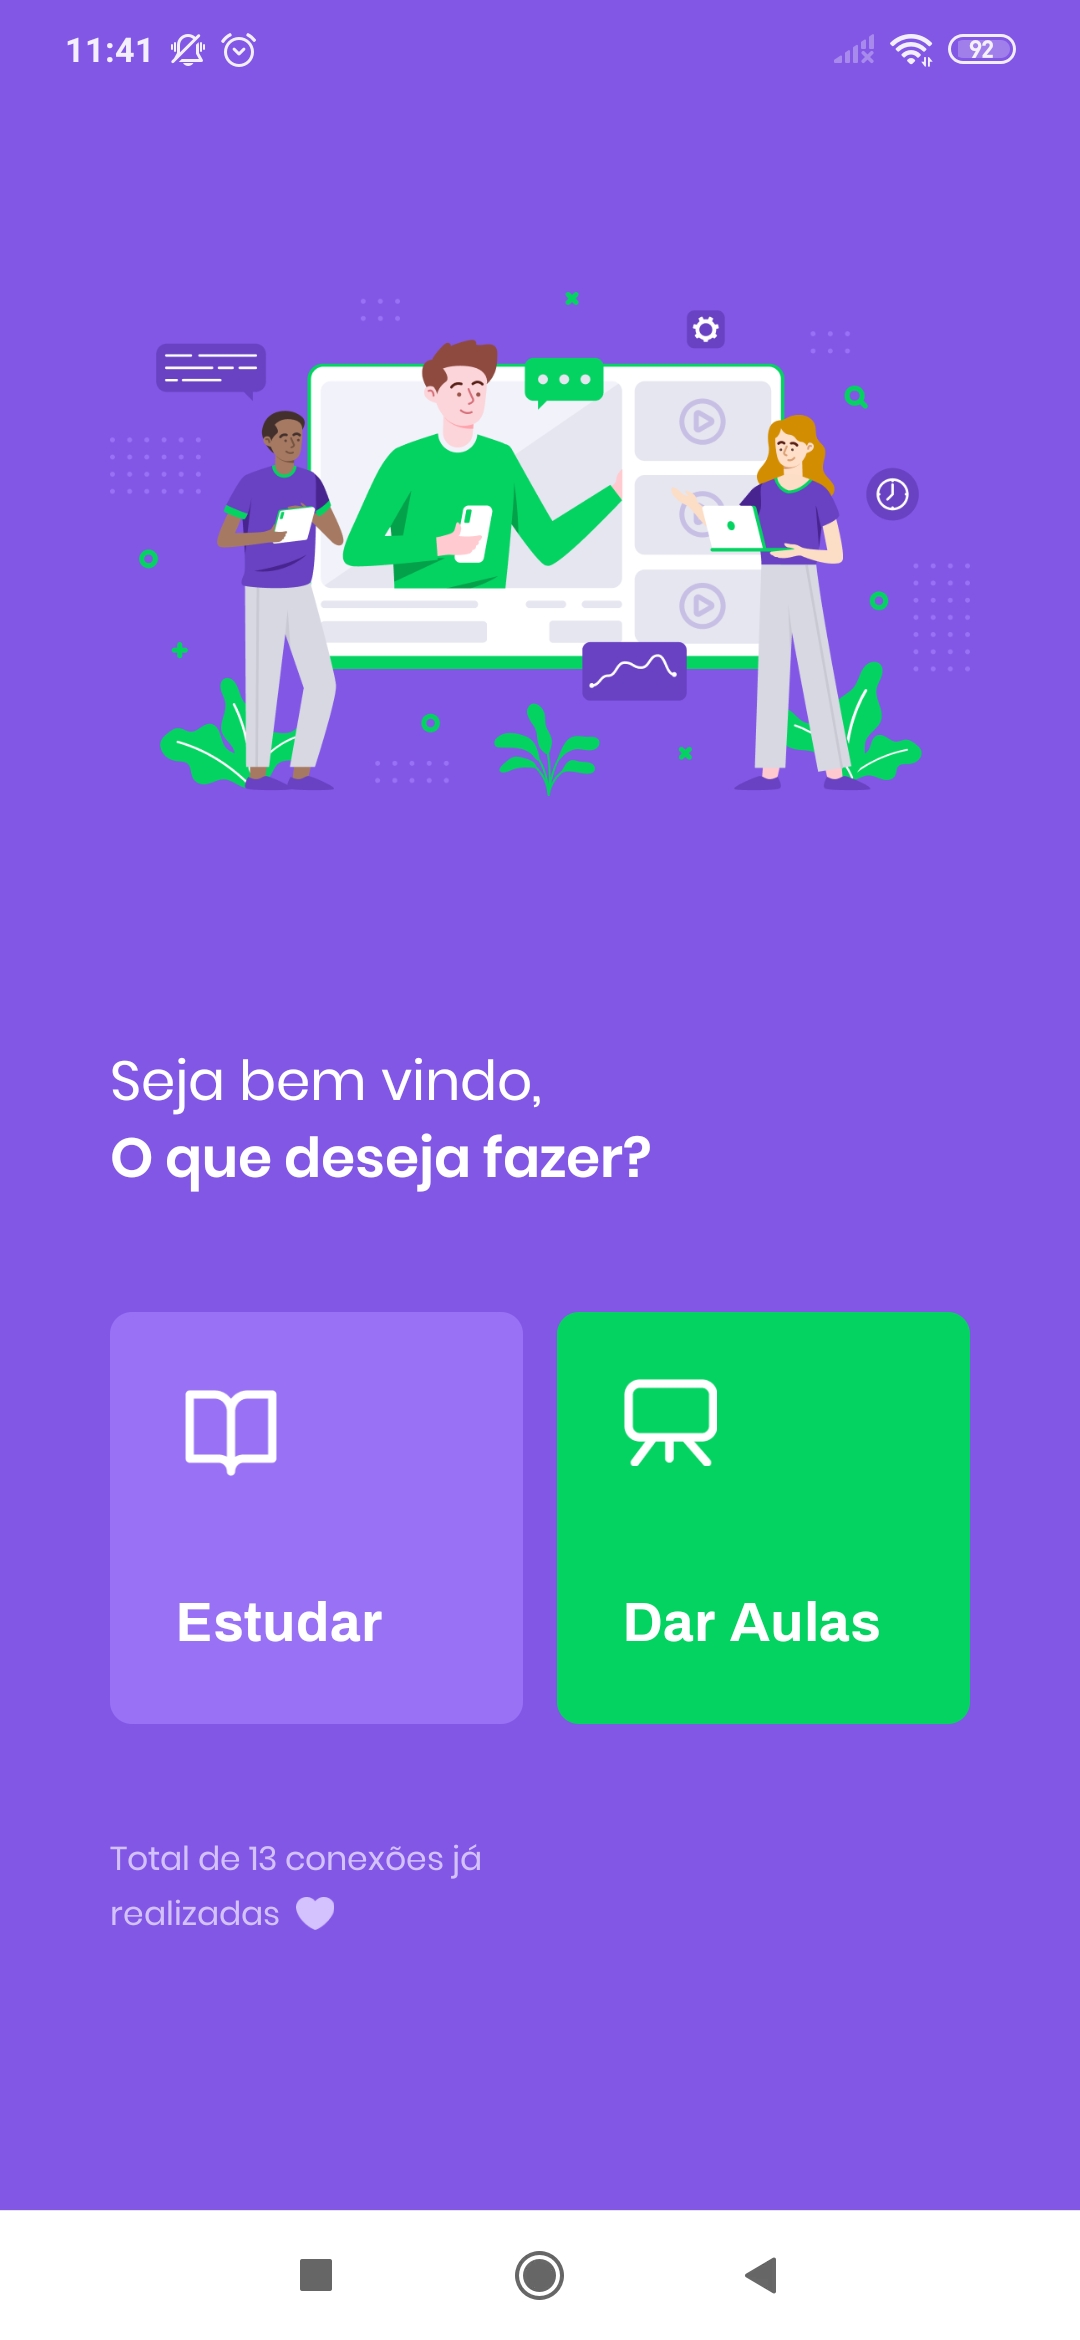 11:41
92
Seja bem vindo,
O que deseja fazer?
Estudar
Dar Aulas
Total de 13 conexões já
realizadas